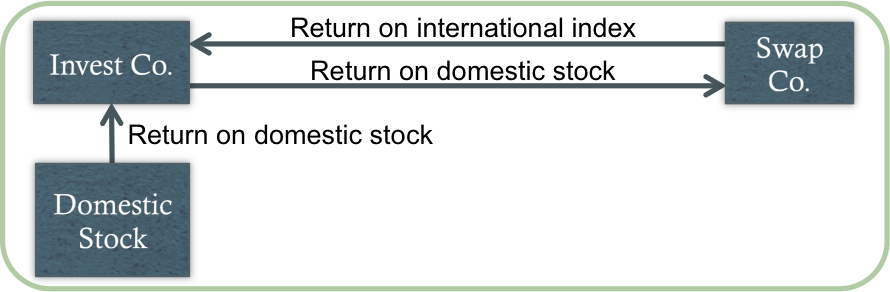 Return on international index
Invest Co.
Swap
Co.
Return on domestic stock
Return on domestic stock
Domestic
Stock